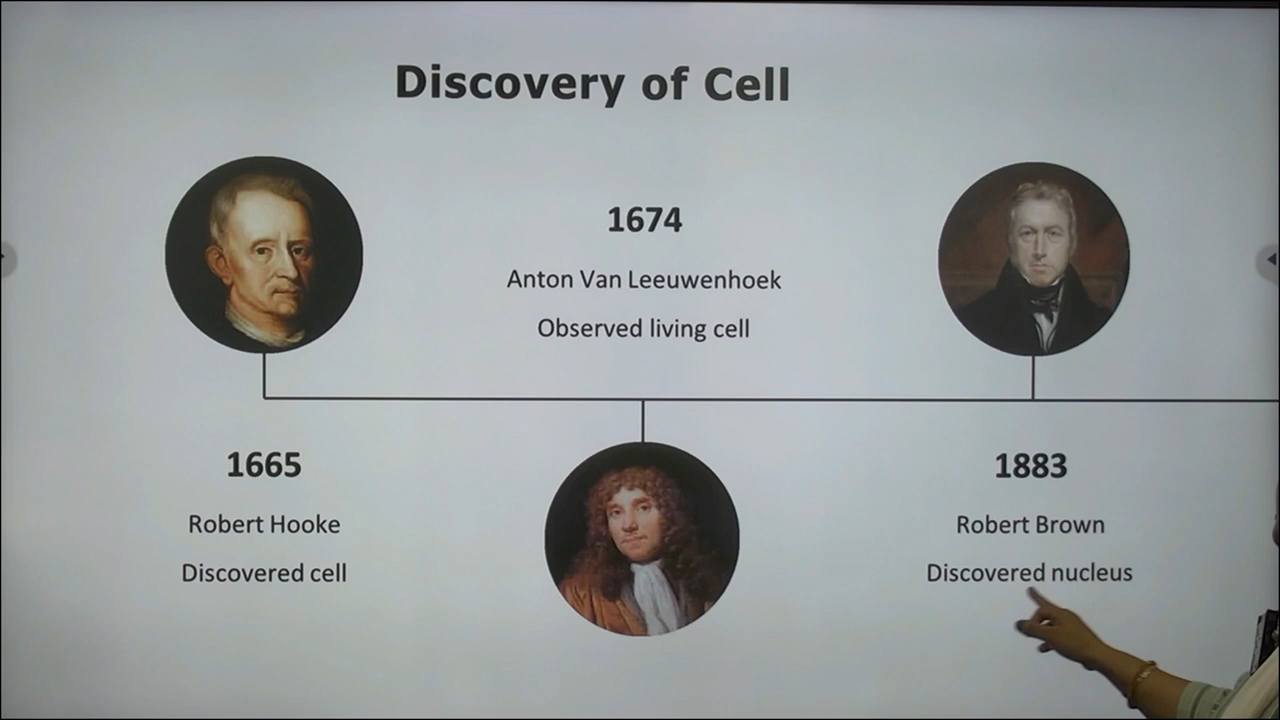 Discovery of Cell
1665
Robert Hooke
Discovered cell
1674
Anton Van Leeuwenhoek
Observed living cell
1883
Robert Brown
Discovered nucleus